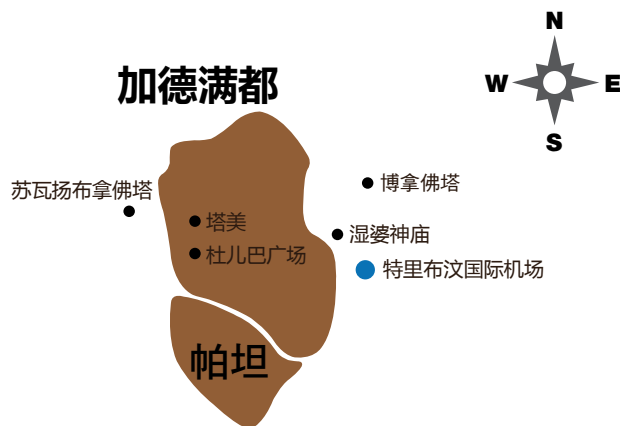 N
加德满都
W
E
S
苏瓦扬布拿佛塔
博拿佛塔
塔美
湿婆神庙
杜儿巴广场
特里布汶国际机场
帕坦